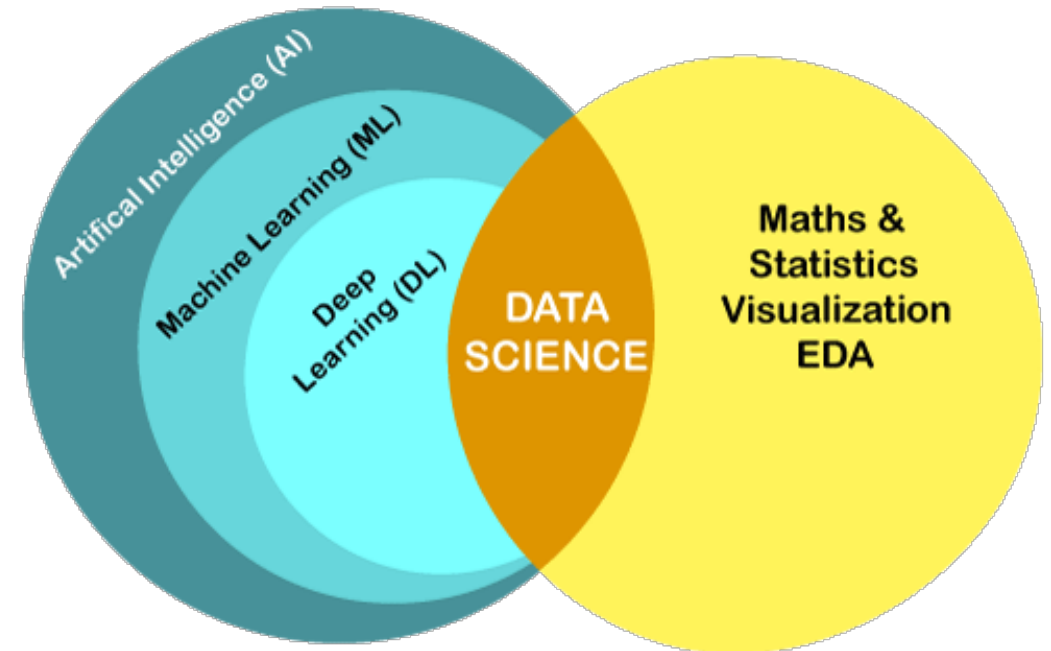 Artifical Intelligence (AI)
Machine Learning (ML)
Deep
Learning (DL)
DATA
SCIENCE
Maths &
Statistics
Visualization
EDA